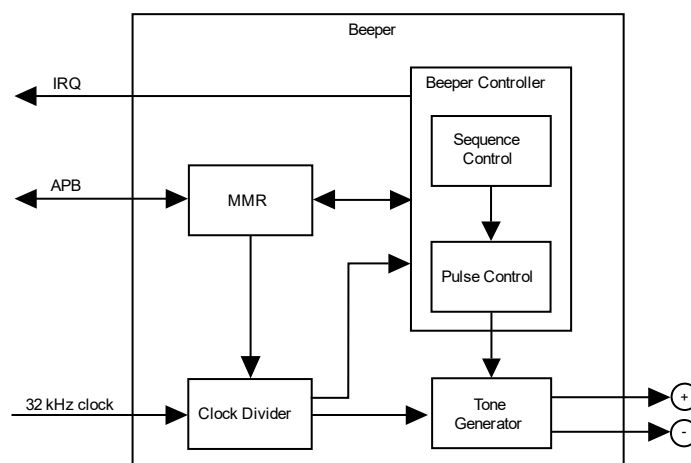 Beeper
IRQ
Beeper Controller
Sequence
Control
APB
MMR
Pulse Control
32 kHz clock
Clock Divider
Tone
Generator
+
-